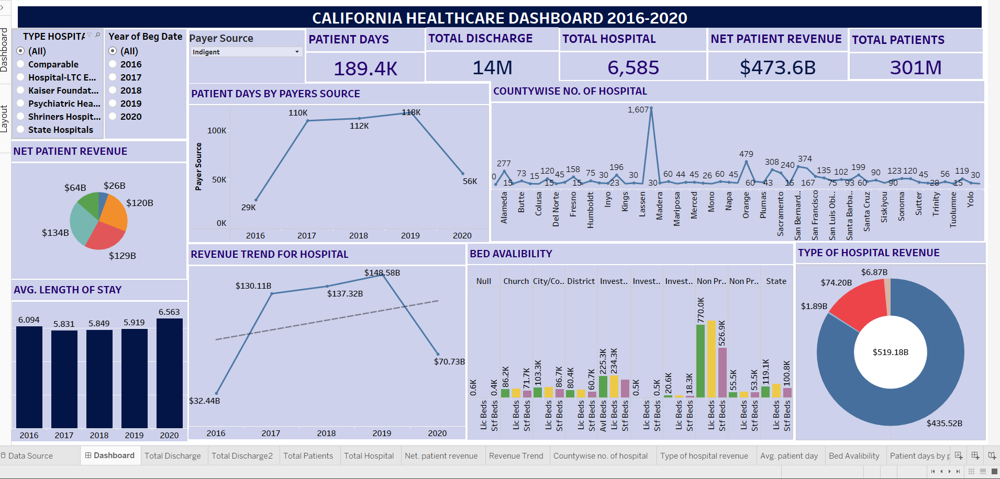 CALIFORNIA HEALTHCARE DASHBOARD 2016-2020
Dashboard
Layout
TYPE HOSPITA
(All)
Comparable
Hospital-LTC E...
Kaiser Foundat...
Psychiatric Hea...
Shriners Hospit...
State Hospitals
Year of Beg Date
(All)
2016
2017
2018
2019
2020
Payer Source
Indigent
PATIENT DAYS
189.4K
TOTAL DISCHARGE
14M
TOTAL HOSPITAL
6,585
NET PATIENT REVENUE
$473.6B
TOTAL PATIENTS
301M
NET PATIENT REVENUE
$64B
$26B
$120B
$134B
$129B
PATIENT DAYS BY PAYERS SOURCE
Payer Source
100K
50K
0K
29K
110K
112K
118K
56K
2016 2017 2018 2019 2020
COUNTYWISE NO. OF HOSPITAL
0 277 15 73 15 120 15 45 158 15 75 30 23 196 30 1,607 30 60 44 45 26 60 45 479 60 43 308 240 15 374 167 135 75 102 93 199 60 90 90 123 120 45 28 56 15 119 30
Alameda Butte Colusa Del Norte Fresno Humboldt Inyo Kings Lassen Madera Mariposa Merced Mono Napa Orange Plumas Sacramento San Bernard.. San Francisco San Luis Obi.. Santa Barba.. Santa Cruz Siskiyou Sonoma Sutter Trinity Tuolumne Yolo
AVG. LENGTH OF STAY
6.094 5.831 5.849 5.919 6.563
2016 2017 2018 2019 2020
REVENUE TREND FOR HOSPITAL
$32.44B
$130.11B
$137.32B
$148.58B
$70.73B
2016 2017 2018 2019 2020
BED AVALIBILITY
Null Church City/Co.. District Invest.. Invest.. Invest.. Non Pr.. Non Pr.. State
0.6K 0.4K 86.2K 71.7K 103.3K 86.7K 80.4K 60.7K 225.3K 234.3K 0.5K 0.5K 20.6K 18.3K 770.0K 526.9K 55.5K 53.5K 119.1K 100.8K
Lic Beds Stf Beds Lic Beds Stf Beds Lic Beds Stf Beds Lic Beds Stf Beds Avl Beds Lic Beds Stf Beds Lic Beds Stf Beds Lic Beds Stf Beds Lic Beds Stf Beds Lic Beds Stf Beds Lic Beds Stf Beds
TYPE OF HOSPITAL REVENUE
$6.87B
$74.20B
$1.89B
$519.18B
$435.52B
Data Source Dashboard Total Discharge Total Discharge2 Total Patients Total Hospital Net. patient revenue Revenue Trend Countywise no. of hospital Type of hospital revenue Avg. patient day Bed Avalibility Patient days by p